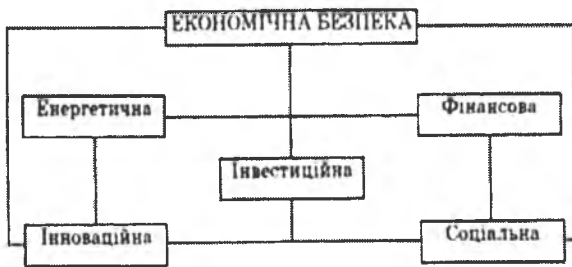 ЕКОНОМІЧНА БЕЗПЕКА
Енергетична
Фінансова
Інвестиційна
Інноваційна
Соціальна